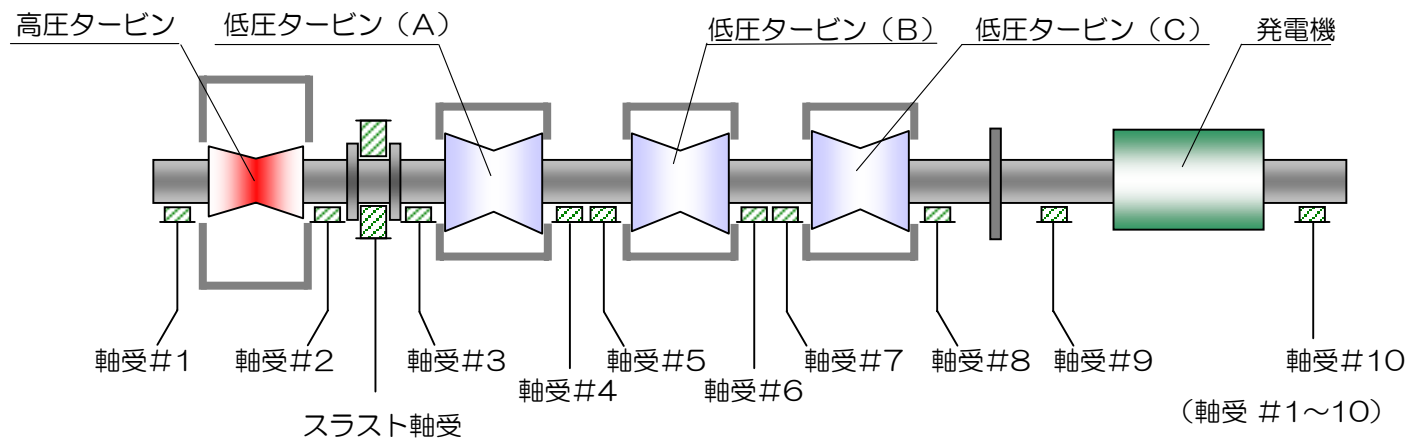 高圧タービン
低圧タービン（A）
低圧タービン（B）
低圧タービン（C）
発電機
軸受＃1
軸受＃2
軸受＃3
軸受＃4
軸受＃5
軸受＃6
軸受＃7
軸受＃8
軸受＃9
軸受＃10
スラスト軸受
（軸受 ＃1～10）